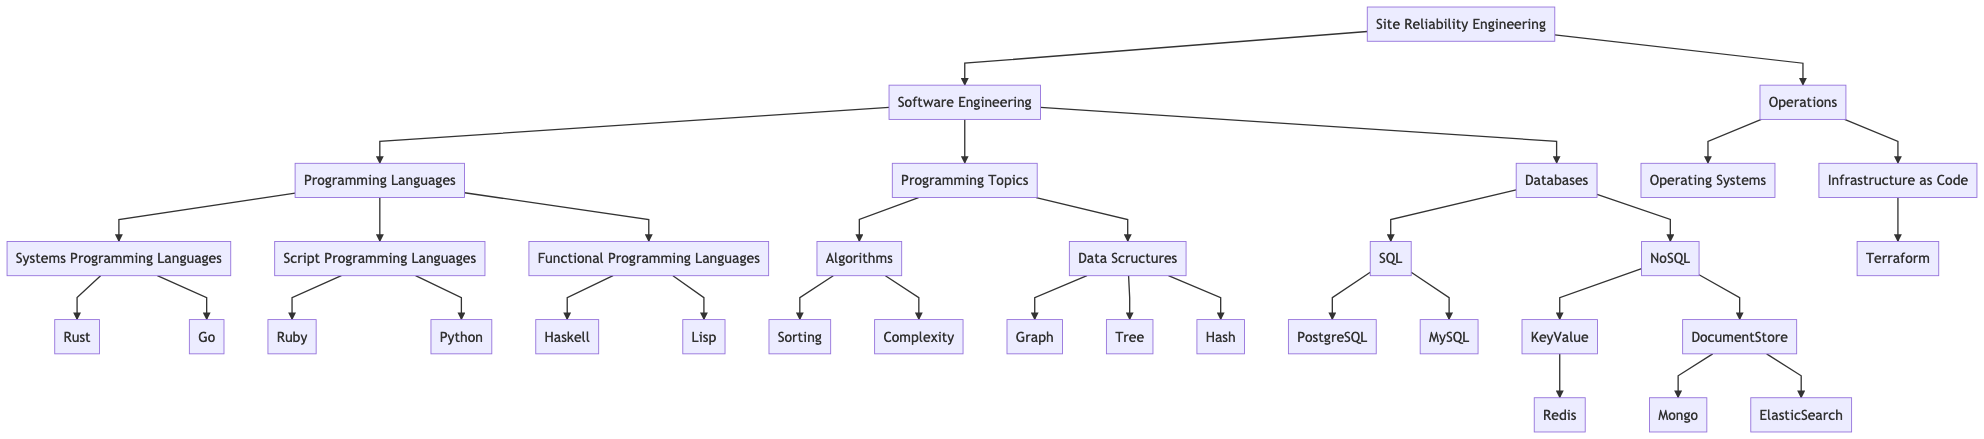 Site Reliability Engineering
Software Engineering
Operations
Programming Languages
Programming Topics
Databases
Operating Systems
Infrastructure as Code
Systems Programming Languages
Script Programming Languages
Functional Programming Languages
Algorithms
Data Scructures
SQL
NoSQL
Terraform
Rust
Go
Ruby
Python
Haskell
Lisp
Sorting
Complexity
Graph
Tree
Hash
PostgreSQL
MySQL
KeyValue
DocumentStore
Redis
Mongo
ElasticSearch